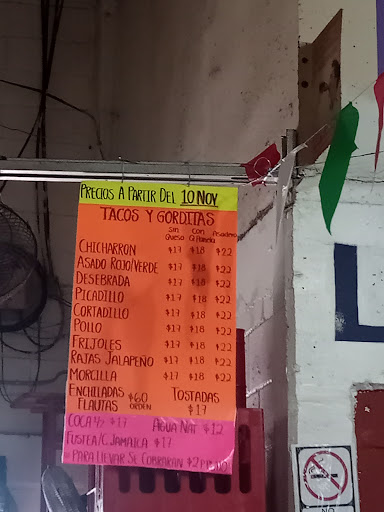 PRECIOS A PARTIR DEL 10 NOV
TACOS Y GORDITAS
Sin Queso Con Q. Panela Asadero
CHICHARRON $17 $18 $22
ASADO ROJO/VERDE $17 $18 $22
DESEBRADA $17 $18 $22
PICADILLO $17 $18 $22
CORTADILLO $17 $18 $22
POLLO $17 $18 $22
FRIJOLES $17 $18 $22
RAJAS JALAPEÑO $17 $18 $22
MORCILLA $17 $18 $22
ENCHILADAS $60 TOSTADAS
FLAUTAS ORDEN $17
COCA $17 AGUA NAT $12
FUSTEA/C. JAMAICA $17
PARA LLEVAR SE COBRARAN $2
L
NO